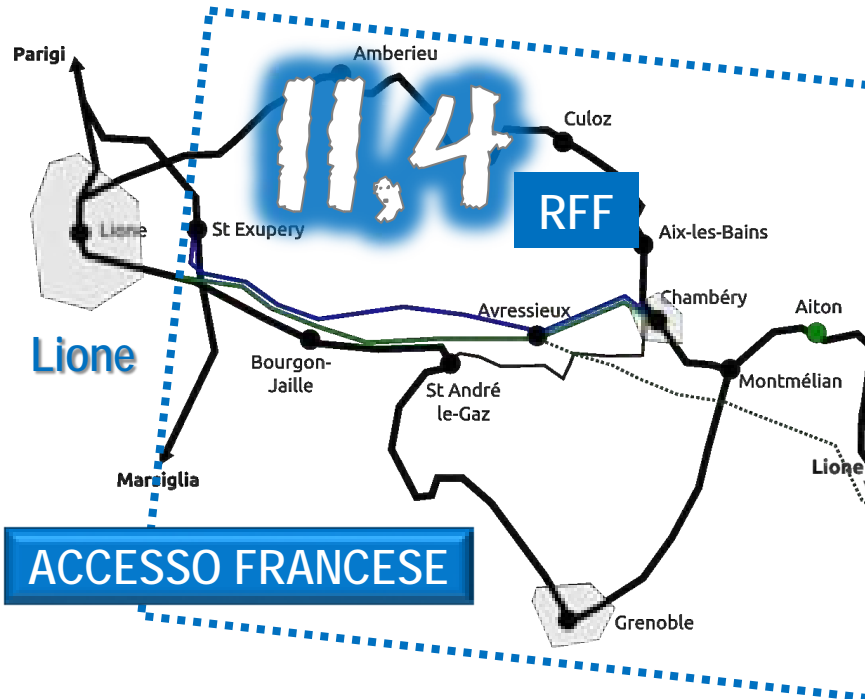 Parigi
Amberieu
11,4
Culoz
RFF
Lione
St Exupery
Aix-les-Bains
Avressieux
Chambéry
Aiton
Lione
Bourgon-
Jaille
St André
le-Gaz
Montmélian
Lione
Marsiglia
ACCESSO FRANCESE
Grenoble